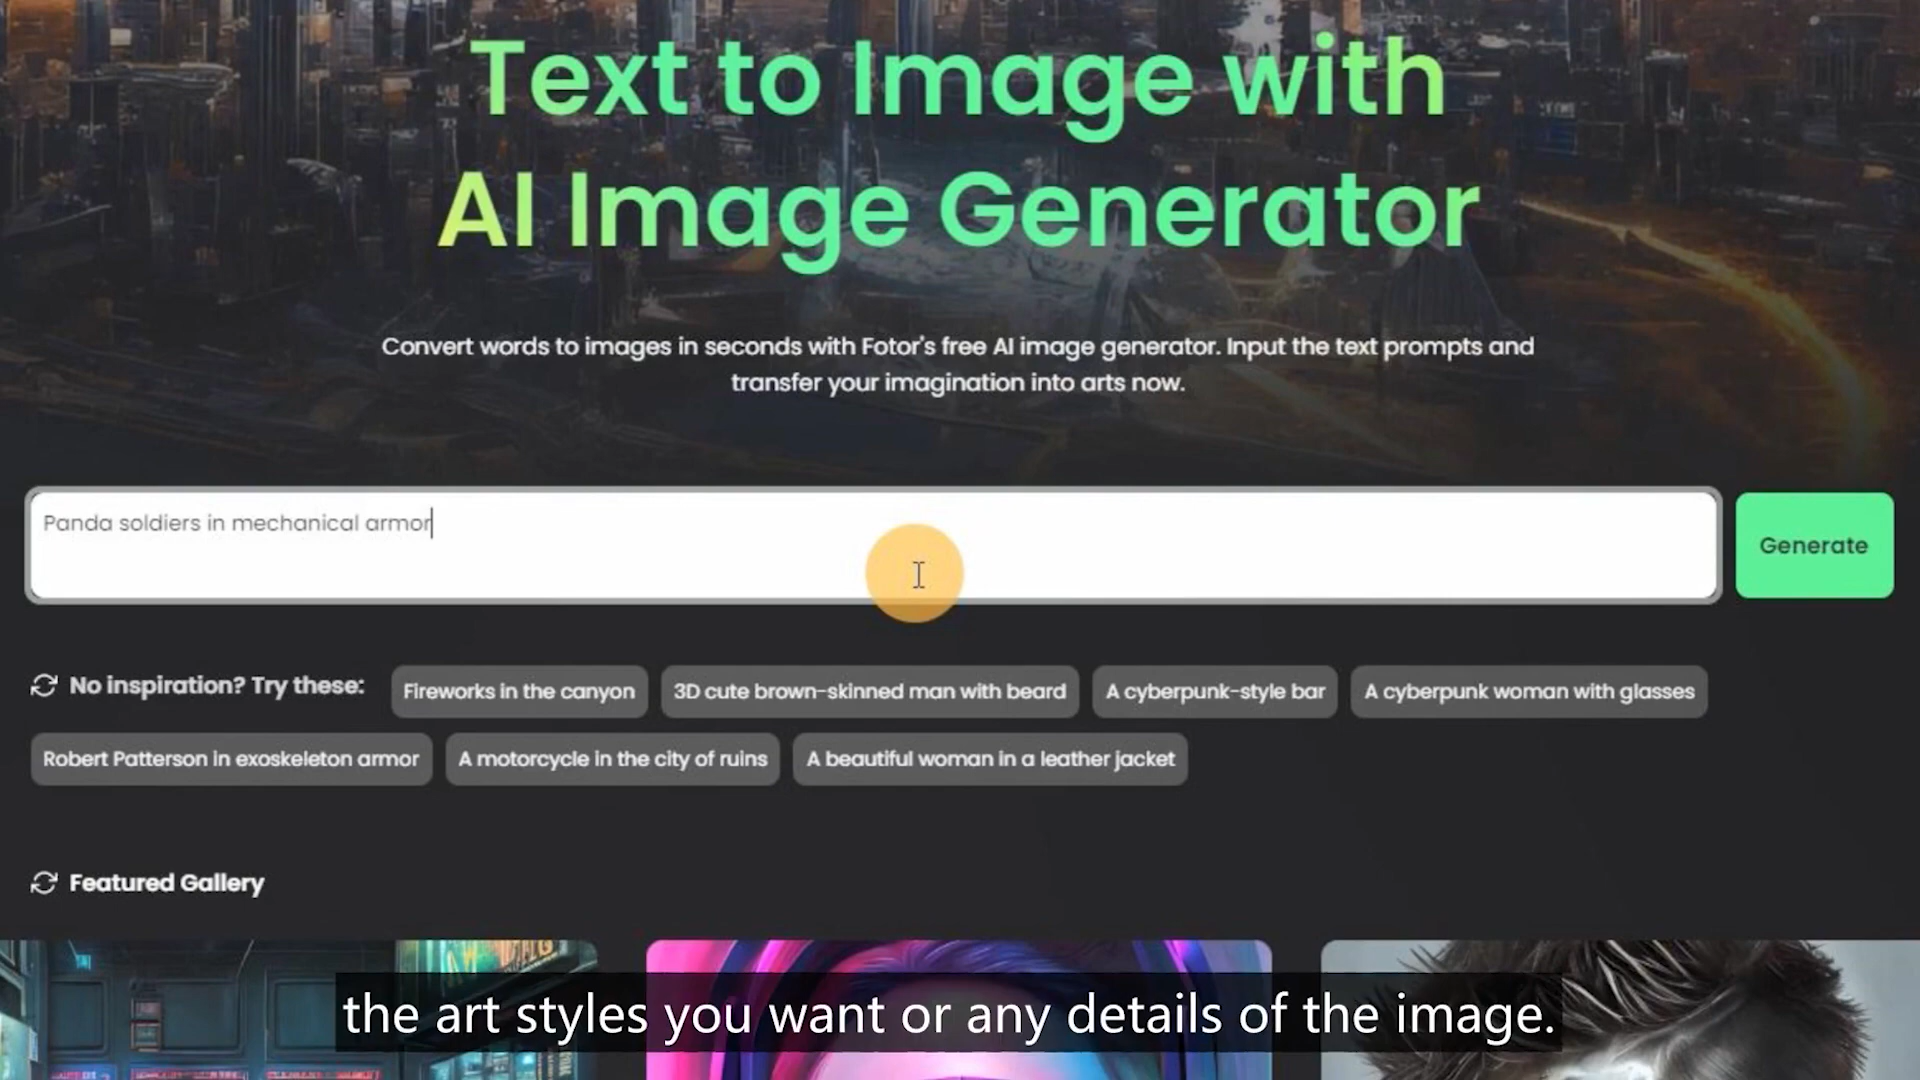 Text to Image with
AI Image Generator
Convert words to images in seconds with Fotor's free AI image generator. Input the text prompts and
transfer your imagination into arts now.
Panda soldiers in mechanical armor
Generate
No inspiration? Try these:
Fireworks in the canyon
3D cute brown-skinned man with beard
A cyberpunk-style bar
A cyberpunk woman with glasses
Robert Patterson in exoskeleton armor
A motorcycle in the city of ruins
A beautiful woman in a leather jacket
Featured Gallery
the art styles you want or any details of the image.